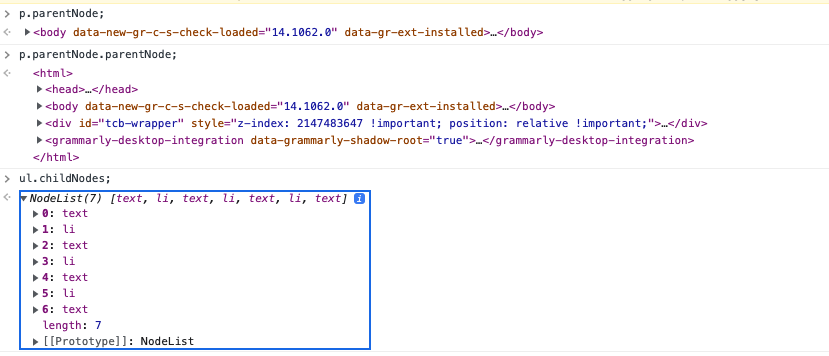 p.parentNode;
<body data-new-gr-c-s-check-loaded="14.1062.0" data-gr-ext-installed>…</body>
p.parentNode.parentNode;
<html>
<head>…</head>
<body data-new-gr-c-s-check-loaded="14.1062.0" data-gr-ext-installed>…</body>
<div id="tcb-wrapper" style="z-index: 2147483647 !important; position: relative !important;">…</div>
<grammarly-desktop-integration data-grammarly-shadow-root="true">…</grammarly-desktop-integration>
</html>
ul.childNodes;
NodeList(7) [text, li, text, li, text, li, text] i
0: text
1: li
2: text
3: li
4: text
5: li
6: text
length: 7
[[Prototype]]: NodeList